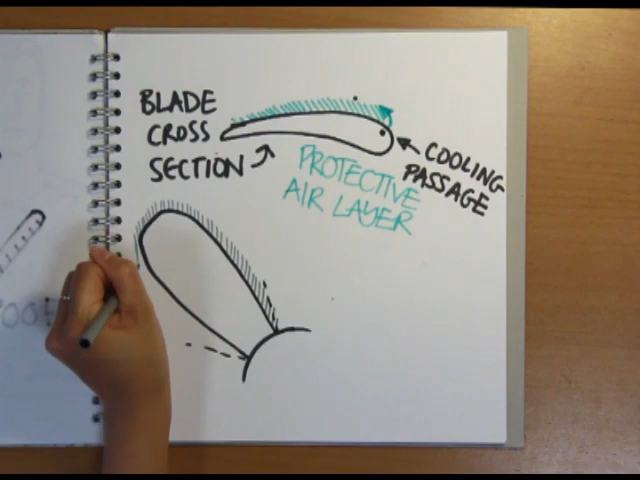 BLADE
CROSS
SECTION
COOLING
PASSAGE
PROTECTIVE
AIR LAYER